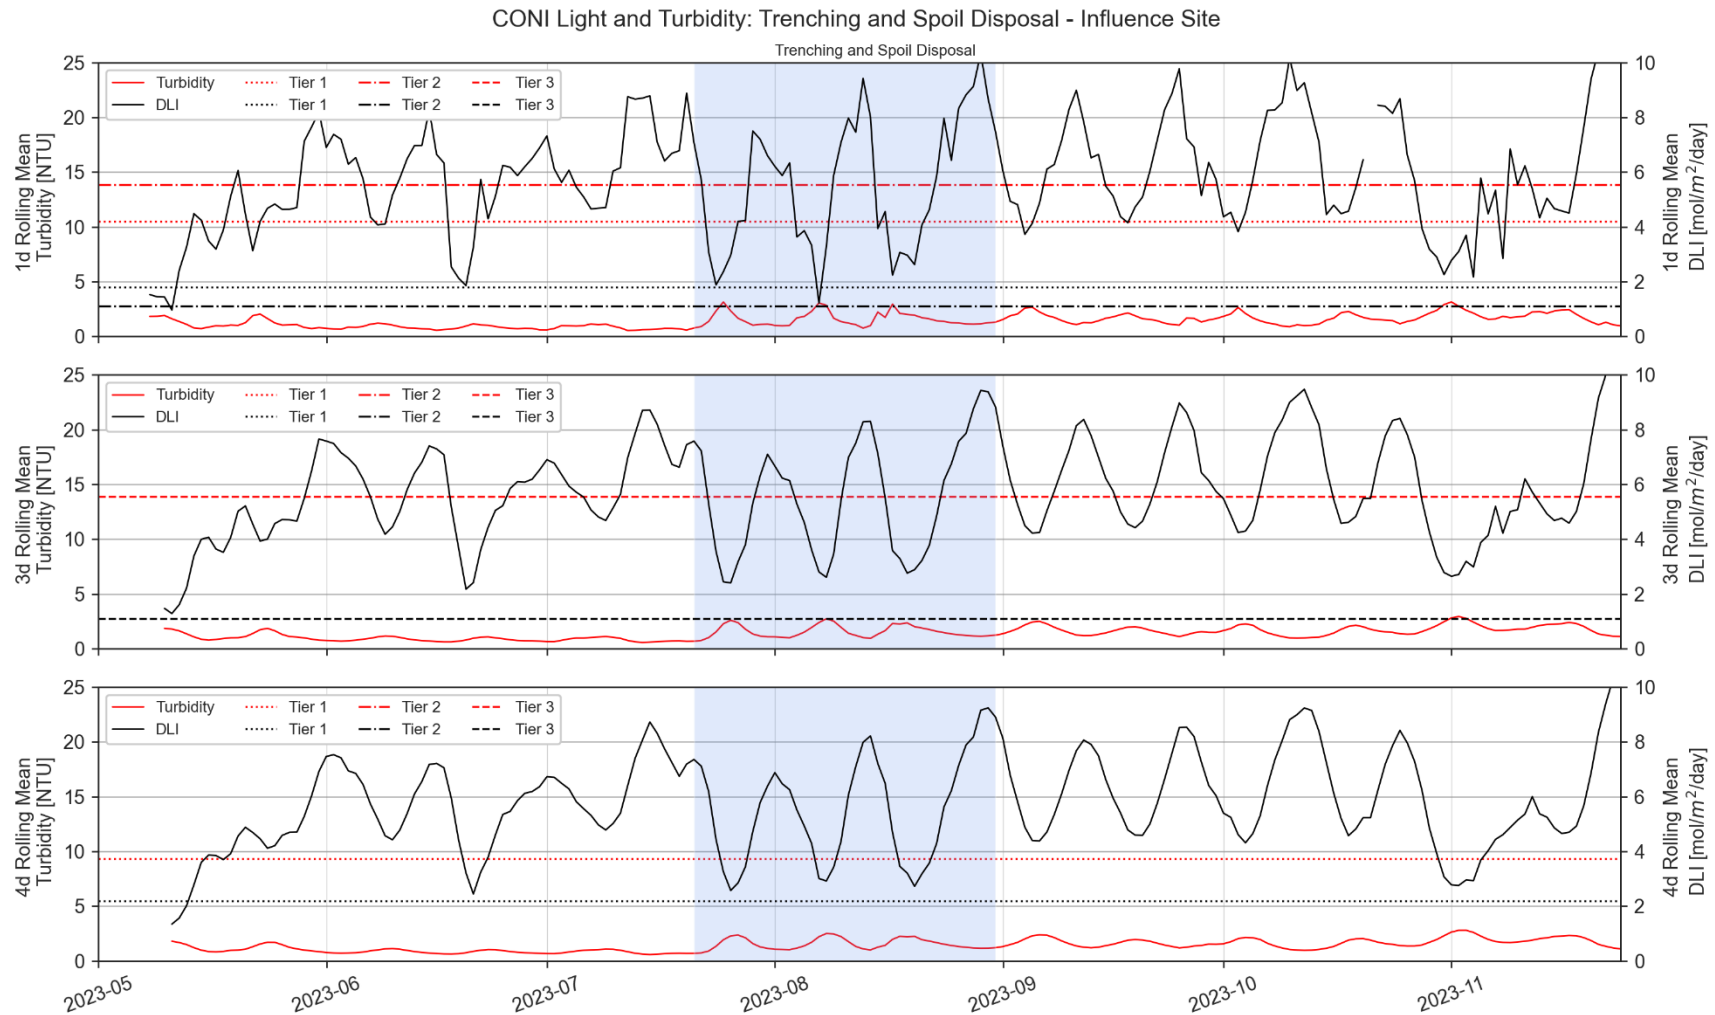 CONI Light and Turbidity: Trenching and Spoil Disposal - Influence Site
Trenching and Spoil Disposal
Turbidity Tier 1 Tier 2 Tier 3
DLI Tier 1 Tier 2 Tier 3
1d Rolling Mean
Turbidity [NTU]
25
20
15
10
5
0
10
8
6
4
2
0
1d Rolling Mean
DLI [mol/m²/day]
Turbidity Tier 1 Tier 2 Tier 3
DLI Tier 1 Tier 2 Tier 3
3d Rolling Mean
Turbidity [NTU]
25
20
15
10
5
0
10
8
6
4
2
0
3d Rolling Mean
DLI [mol/m²/day]
Turbidity Tier 1 Tier 2 Tier 3
DLI Tier 1 Tier 2 Tier 3
4d Rolling Mean
Turbidity [NTU]
25
20
15
10
5
0
10
8
6
4
2
0
4d Rolling Mean
DLI [mol/m²/day]
2023-05 2023-06 2023-07 2023-08 2023-09 2023-10 2023-11